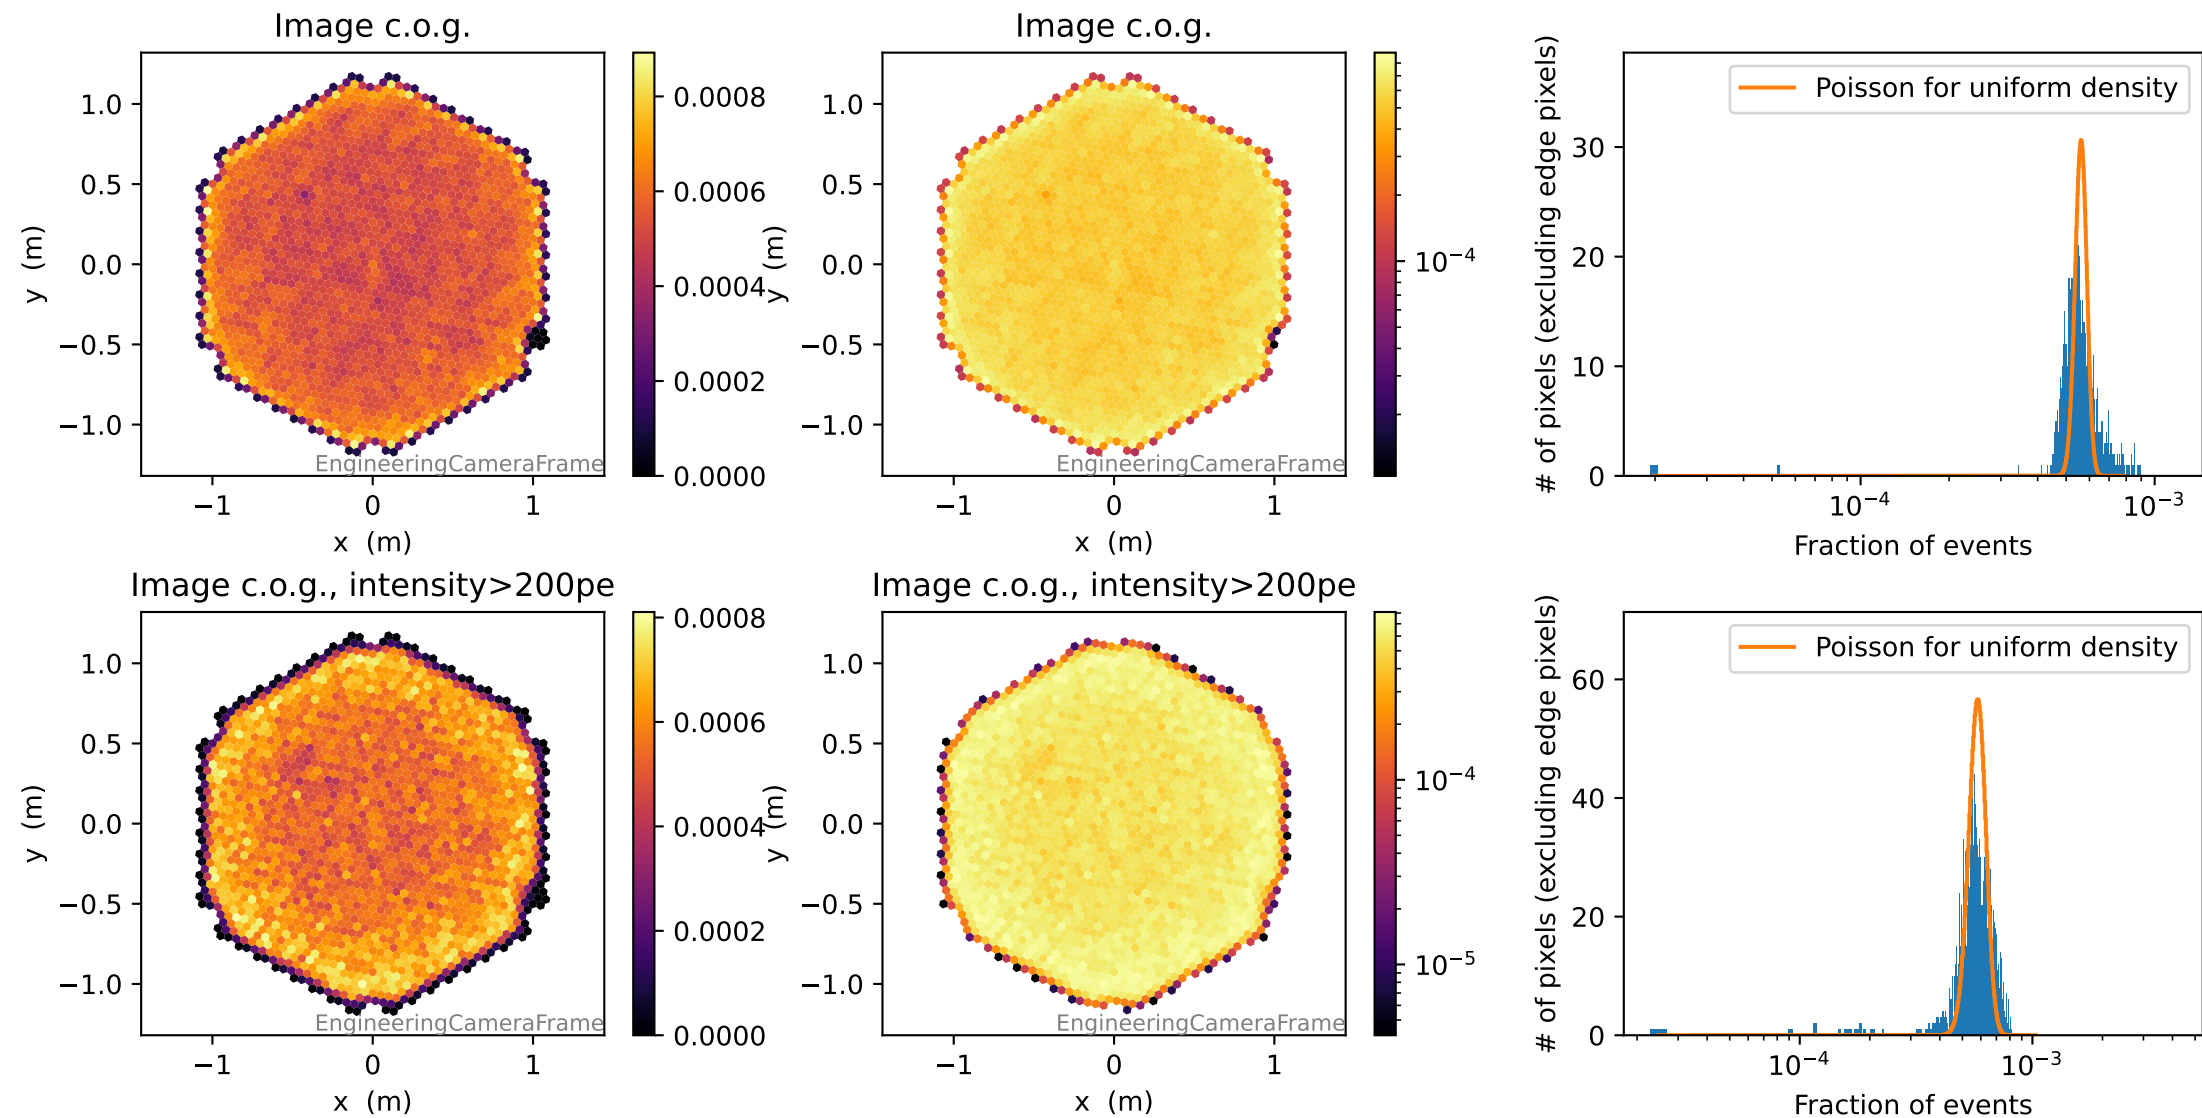 Image c.o.g.
1.0
0.5
0.0
−0.5
−1.0
y (m)
−1
0
1
x (m)
EngineeringCameraFrame
0.0008
0.0006
0.0004
0.0002
0.0000
Image c.o.g.
1.0
0.5
0.0
−0.5
−1.0
y (m)
−1
0
1
x (m)
EngineeringCameraFrame
10−4
# of pixels (excluding edge pixels)
30
20
10
0
Poisson for uniform density
10−4
10−3
Fraction of events
Image c.o.g., intensity>200pe
1.0
0.5
0.0
−0.5
−1.0
y (m)
−1
0
1
x (m)
EngineeringCameraFrame
0.0008
0.0006
0.0004
0.0002
0.0000
Image c.o.g., intensity>200pe
1.0
0.5
0.0
−0.5
−1.0
y (m)
−1
0
1
x (m)
EngineeringCameraFrame
10−4
10−5
# of pixels (excluding edge pixels)
60
40
20
0
Poisson for uniform density
10−4
10−3
Fraction of events